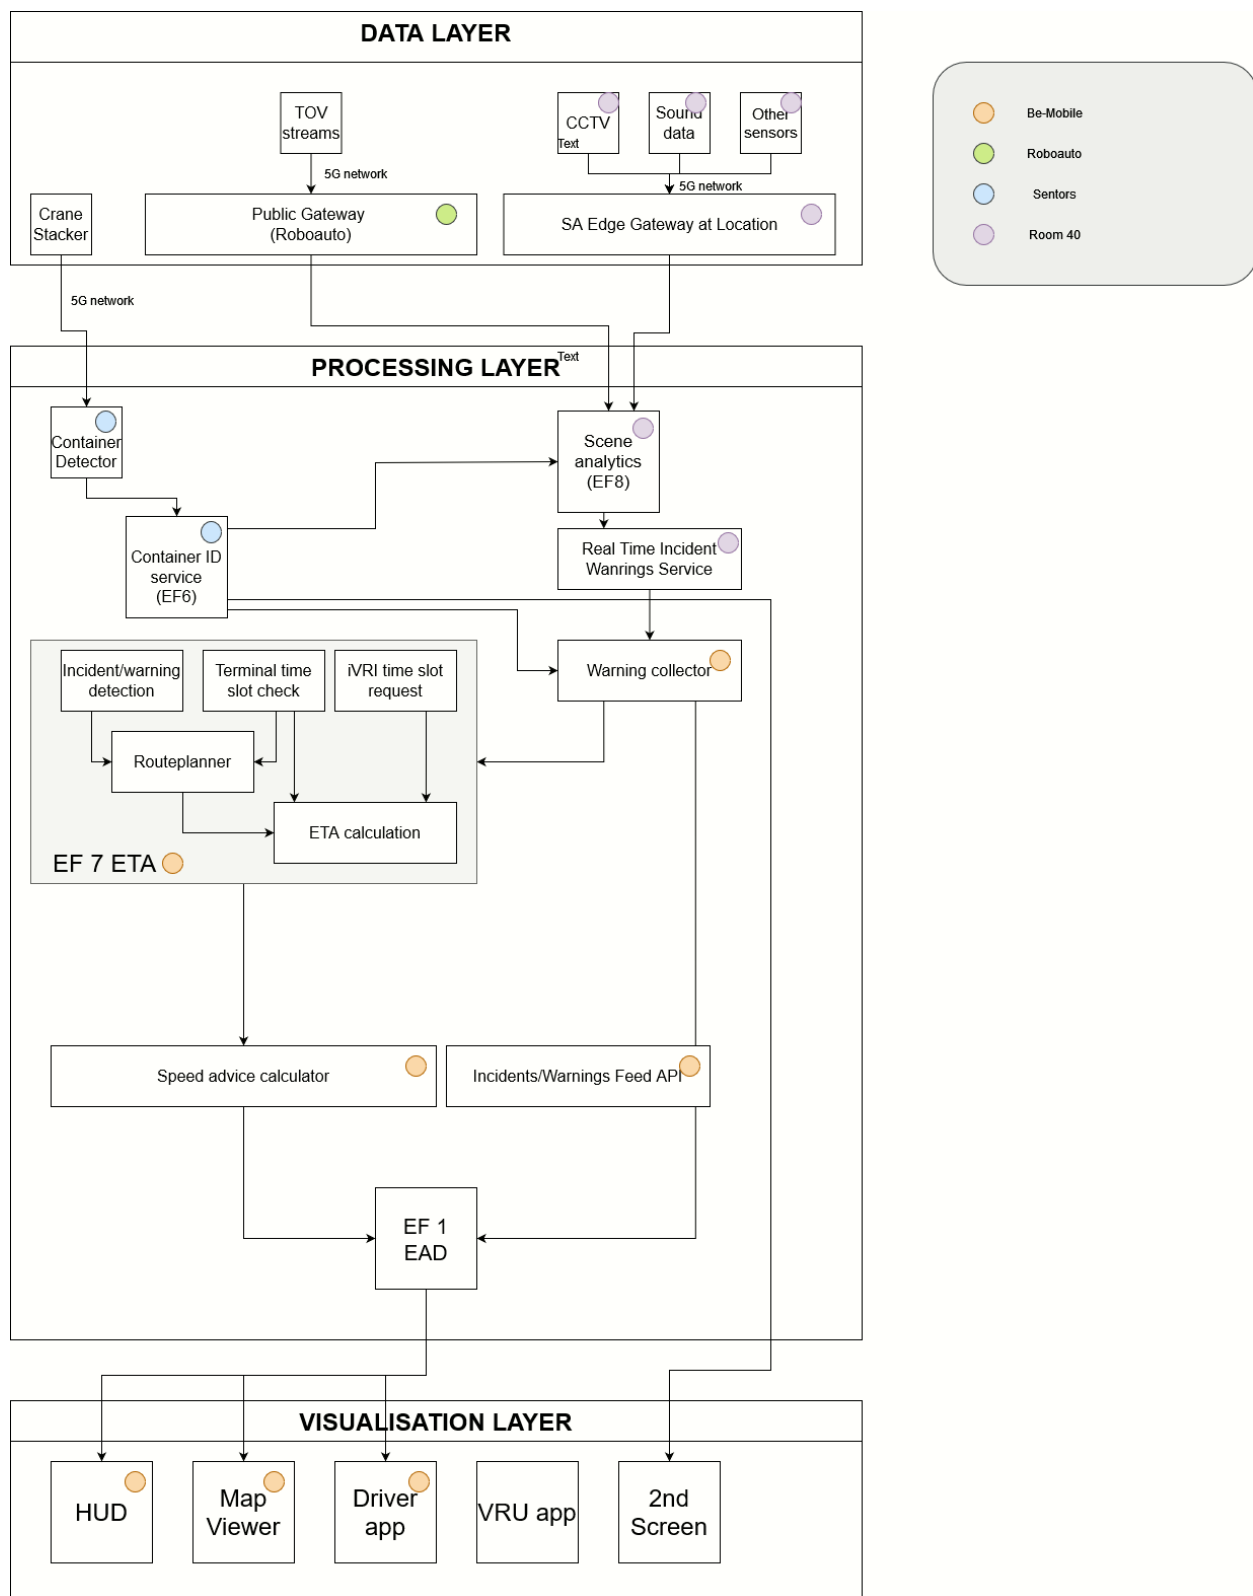 DATA LAYER
TOV
streams
CCTV
Text
Sound
data
Other
sensors
5G network
5G network
Crane
Stacker
Public Gateway
(Roboauto)
SA Edge Gateway at Location
5G network
Be-Mobile
Roboauto
Sentors
Room 40
PROCESSING LAYER
Text
Container
Detector
Scene
analytics
(EF8)
Container ID
service
(EF6)
Real Time Incident
Wanrings Service
Incident/warning
detection
Terminal time
slot check
iVRI time slot
request
Warning collector
Routeplanner
ETA calculation
EF 7 ETA
Speed advice calculator
Incidents/Warnings Feed API
EF 1
EAD
VISUALISATION LAYER
HUD
Map
Viewer
Driver
app
VRU app
2nd
Screen